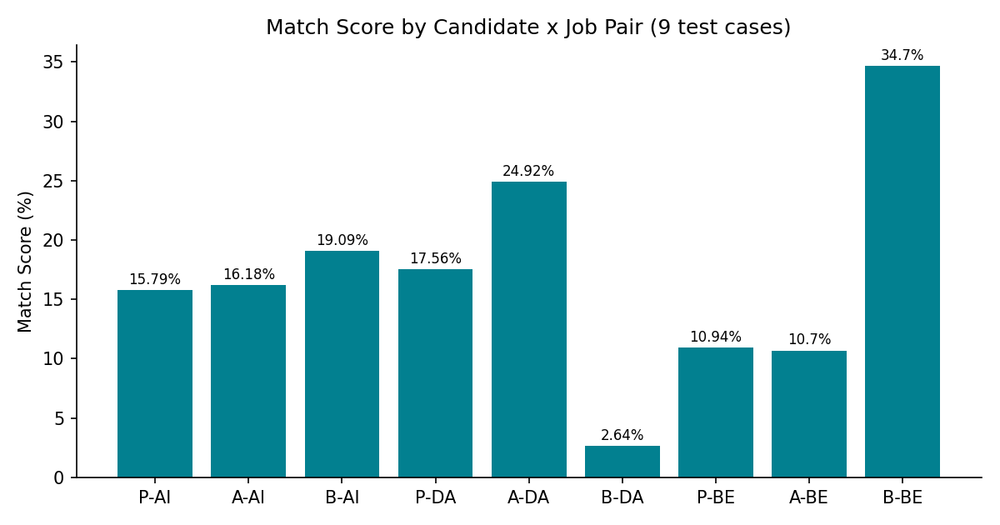 Match Score by Candidate x Job Pair (9 test cases)
Match Score (%)
35
30
25
20
15
10
5
0
15.79%
16.18%
19.09%
17.56%
24.92%
2.64%
10.94%
10.7%
34.7%
P-AI
A-AI
B-AI
P-DA
A-DA
B-DA
P-BE
A-BE
B-BE